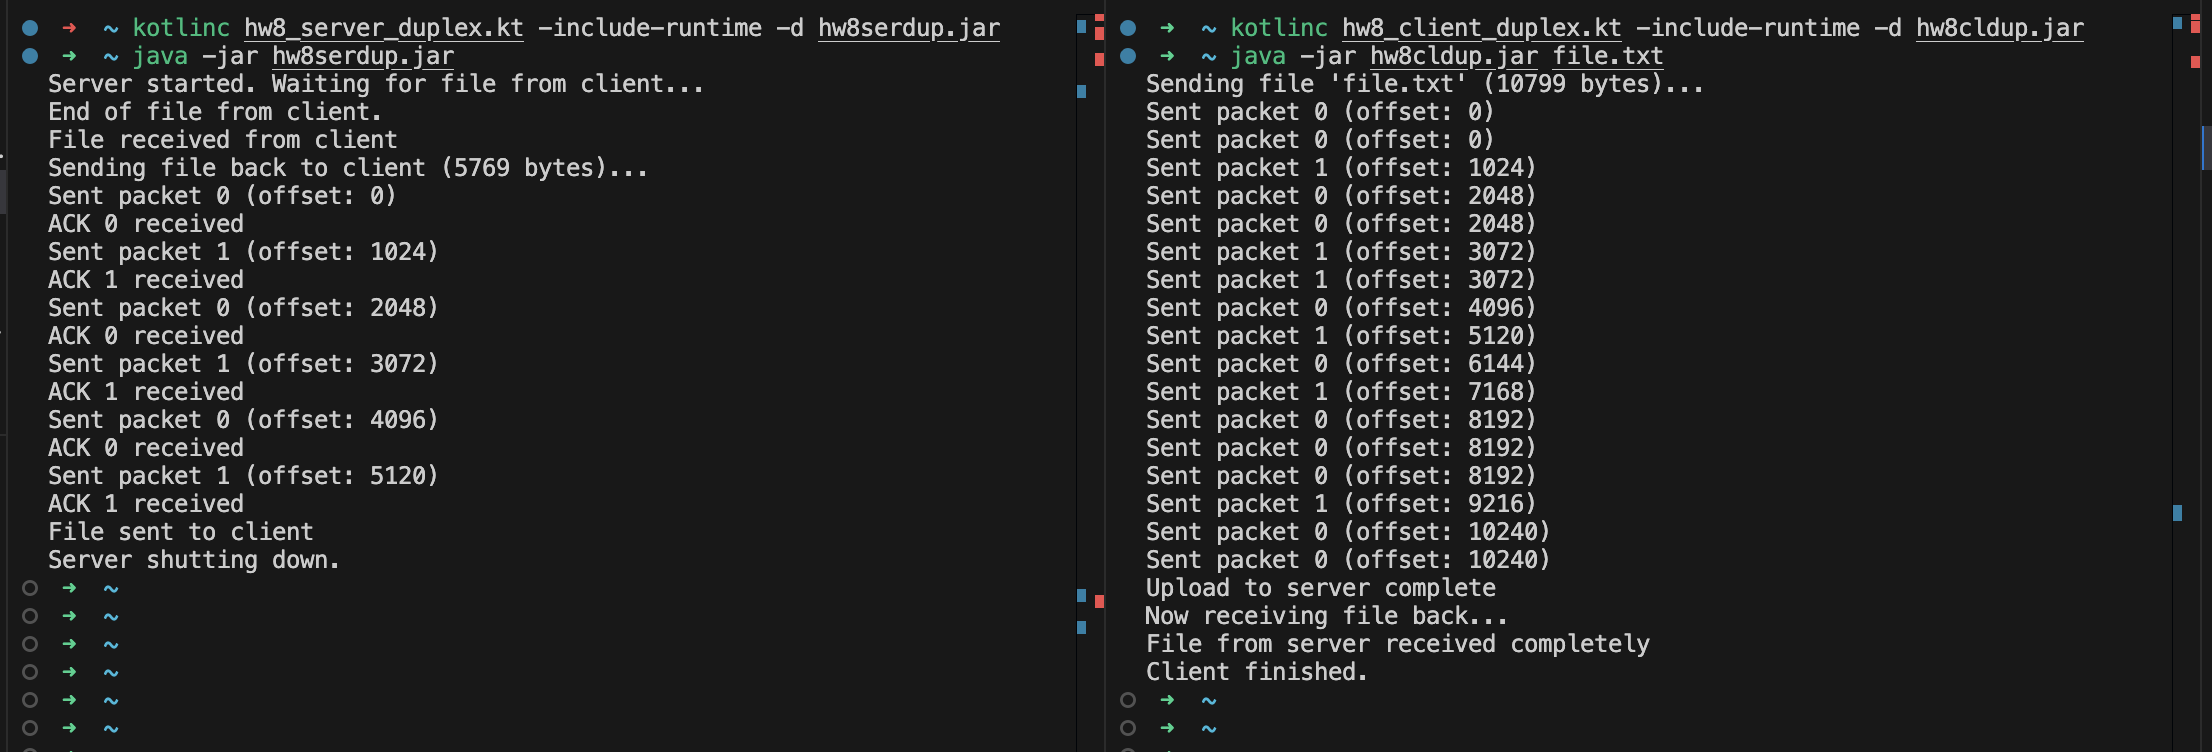 ➜ ~ kotlinc hw8_server_duplex.kt -include-runtime -d hw8serdup.jar
➜ ~ java -jar hw8serdup.jar
Server started. Waiting for file from client...
End of file from client.
File received from client
Sending file back to client (5769 bytes)...
Sent packet 0 (offset: 0)
ACK 0 received
Sent packet 1 (offset: 1024)
ACK 1 received
Sent packet 0 (offset: 2048)
ACK 0 received
Sent packet 1 (offset: 3072)
ACK 1 received
Sent packet 0 (offset: 4096)
ACK 0 received
Sent packet 1 (offset: 5120)
ACK 1 received
File sent to client
Server shutting down.
➜ ~
➜ ~
➜ ~
➜ ~
➜ ~
➜ ~
➜ ~ kotlinc hw8_client_duplex.kt -include-runtime -d hw8cldup.jar
➜ ~ java -jar hw8cldup.jar file.txt
Sending file 'file.txt' (10799 bytes)...
Sent packet 0 (offset: 0)
Sent packet 0 (offset: 0)
Sent packet 1 (offset: 1024)
Sent packet 0 (offset: 2048)
Sent packet 0 (offset: 2048)
Sent packet 1 (offset: 3072)
Sent packet 1 (offset: 3072)
Sent packet 0 (offset: 4096)
Sent packet 1 (offset: 5120)
Sent packet 0 (offset: 6144)
Sent packet 1 (offset: 7168)
Sent packet 0 (offset: 8192)
Sent packet 0 (offset: 8192)
Sent packet 0 (offset: 8192)
Sent packet 1 (offset: 9216)
Sent packet 0 (offset: 10240)
Sent packet 0 (offset: 10240)
Upload to server complete
Now receiving file back...
File from server received completely
Client finished.
➜ ~
➜ ~